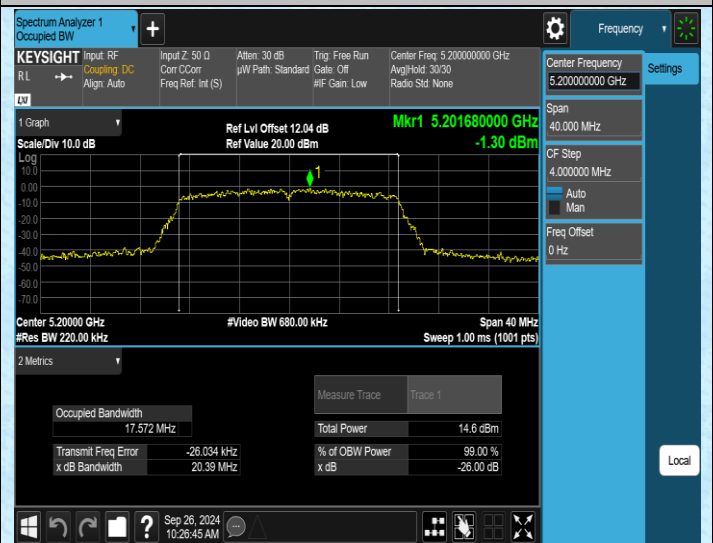 Spectrum Analyzer 1
Occupied BW
+
Frequency
KEYSIGHT
RL
LXI
Input: RF
Coupling: DC
Align: Auto
Input Z: 50 Ω
Corr CCorr
Freq Ref: Int (S)
Atten: 30 dB
µW Path: Standard
Trig: Free Run
Gate: Off
#IF Gain: Low
Center Freq: 5.200000000 GHz
Avg|Hold: 30/30
Radio Std: None
Center Frequency
5.200000000 GHz
Settings
Span
40.000 MHz
CF Step
4.000000 MHz
Auto
Man
Freq Offset
0 Hz
1 Graph
Scale/Div 10.0 dB
Ref Lvl Offset 12.04 dB
Ref Value 20.00 dBm
Mkr1 5.201680000 GHz
-1.30 dBm
Log
10.0
0.00
-10.0
-20.0
-30.0
-40.0
-50.0
-60.0
-70.0
1
Center 5.20000 GHz
#Res BW 220.00 kHz
#Video BW 680.00 kHz
Span 40 MHz
Sweep 1.00 ms (1001 pts)
2 Metrics
Measure Trace Trace 1
Occupied Bandwidth
17.572 MHz
Total Power 14.6 dBm
Transmit Freq Error -26.034 kHz
% of OBW Power 99.00 %
x dB Bandwidth 20.39 MHz
x dB -26.00 dB
Local
?
Sep 26, 2024
10:26:45 AM